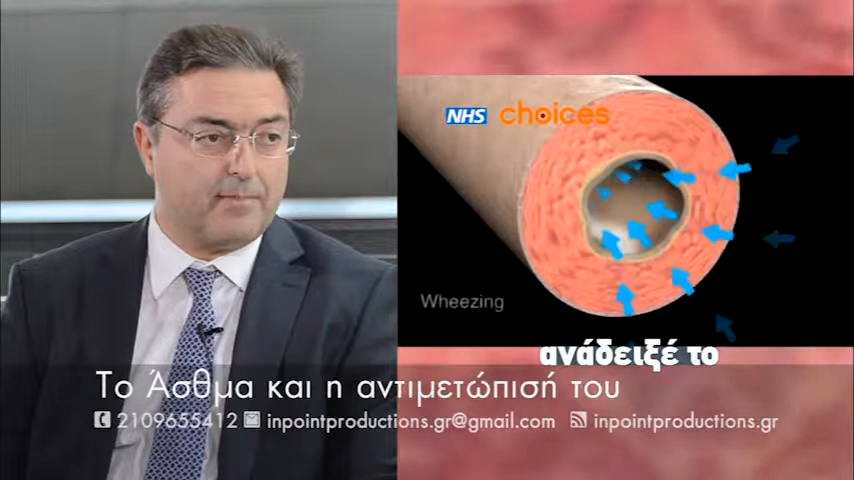 NHS choices
Wheezing
ανάδειξέ το
Το Άσθμα και η αντιμετώπισή του
2109655412 inpointproductions.gr@gmail.com inpointproductions.gr